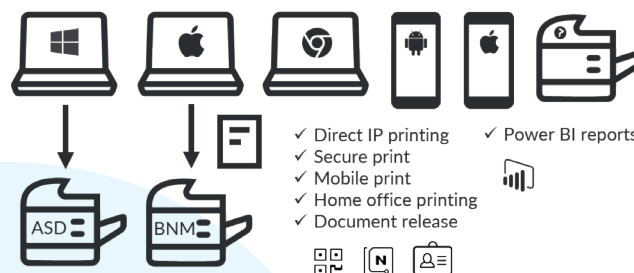 ✓ Direct IP printing
✓ Secure print
✓ Mobile print
✓ Home office printing
✓ Document release
✓ Power BI reports
ASD
BNM
N